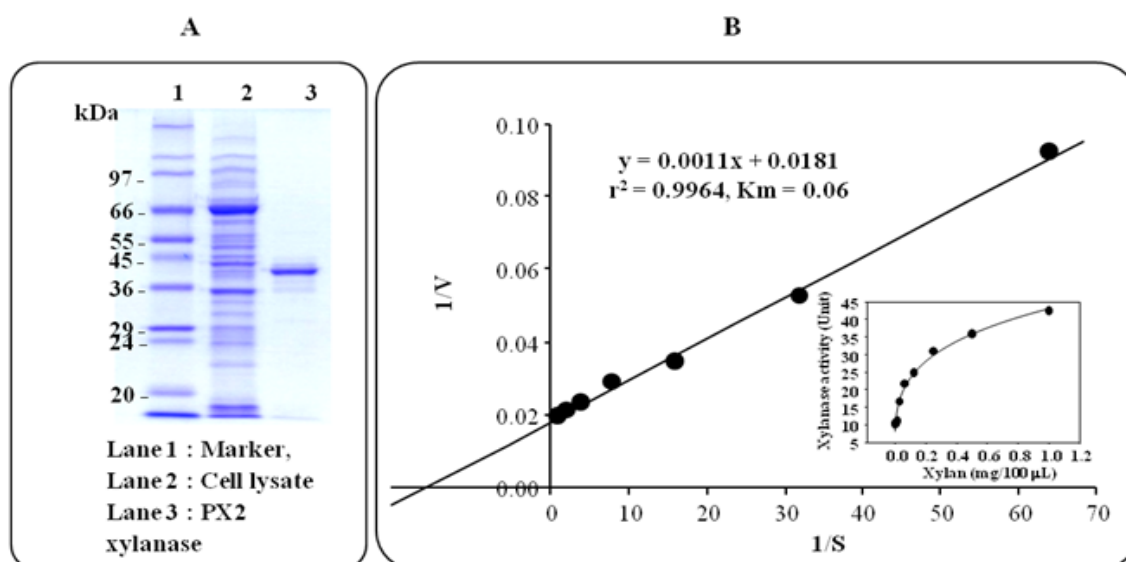 A
B
1 2 3
kDa
97
66
55
45
36
29
24
20
Lane 1 : Marker,
Lane 2 : Cell lysate
Lane 3 : PX2
xylanase
0.10
0.08
0.06
0.04
0.02
0.00
y = 0.0011x + 0.0181
r² = 0.9964, Km = 0.06
1/V
0 10 20 30 40 50 60 70
1/S
Xylanase activity (Unit)
45
35
25
15
10
5
0.0 0.2 0.4 0.6 0.8 1.0 1.2
Xylan (mg/100 µL)